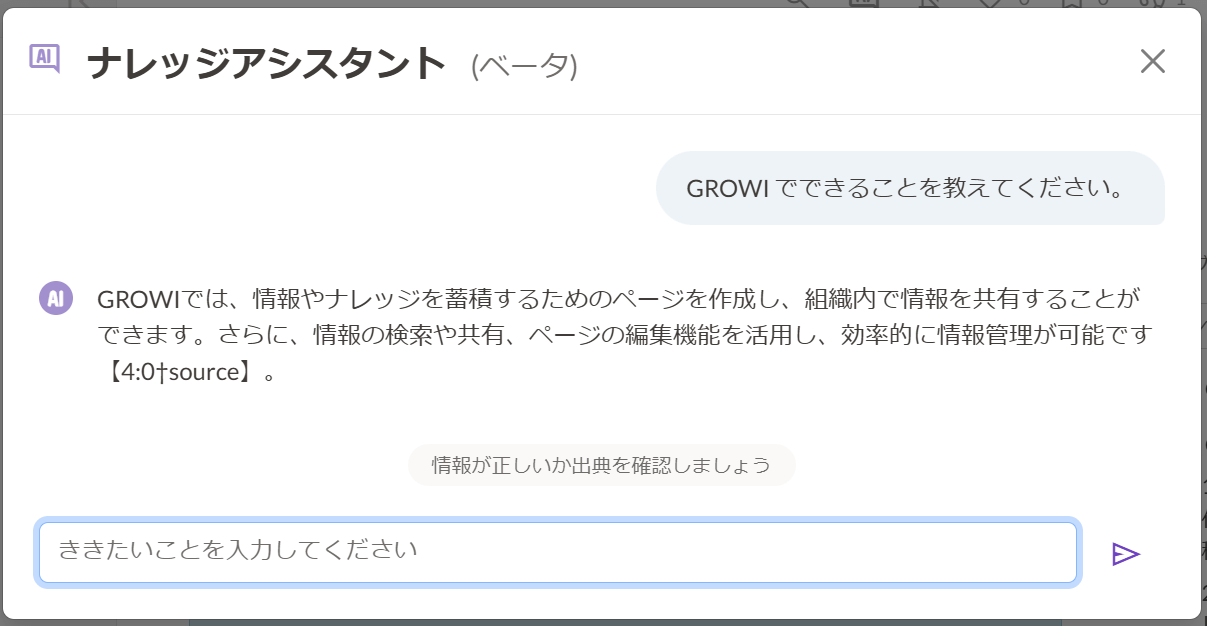 AI ナレッジアシスタント (ベータ)
GROWI でできることを教えてください。
AI GROWIでは、情報やナレッジを蓄積するためのページを作成し、組織内で情報を共有することが
できます。さらに、情報の検索や共有、ページの編集機能を活用し、効率的に情報管理が可能です
【4:0†source】。
情報が正しいか出典を確認しましょう
ききたいことを入力してください